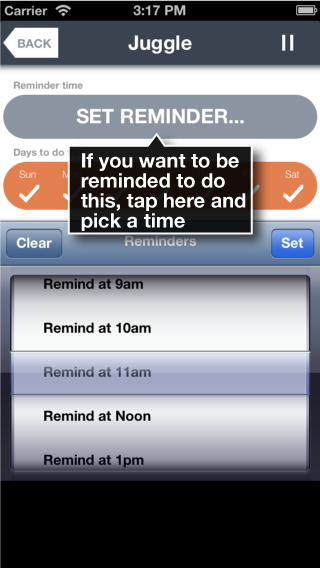 Carrier 3:17 PM
BACK Juggle
Reminder time
SET REMINDER...
Days to do
If you want to be
reminded to do
this, tap here and
pick a time
Sun Sat
Clear Reminders Set
Remind at 9am
Remind at 10am
Remind at 11am
Remind at Noon
Remind at 1pm